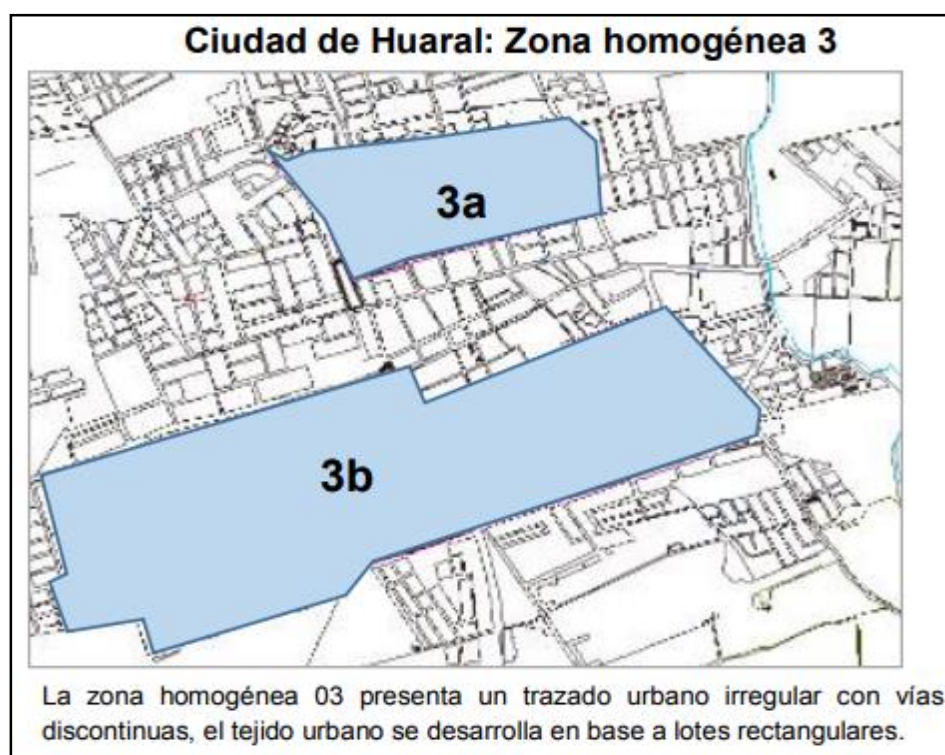 Ciudad de Huaral: Zona homogénea 3
3a
3b
La zona homogénea 03 presenta un trazado urbano irregular con vías
discontinuas, el tejido urbano se desarrolla en base a lotes rectangulares.